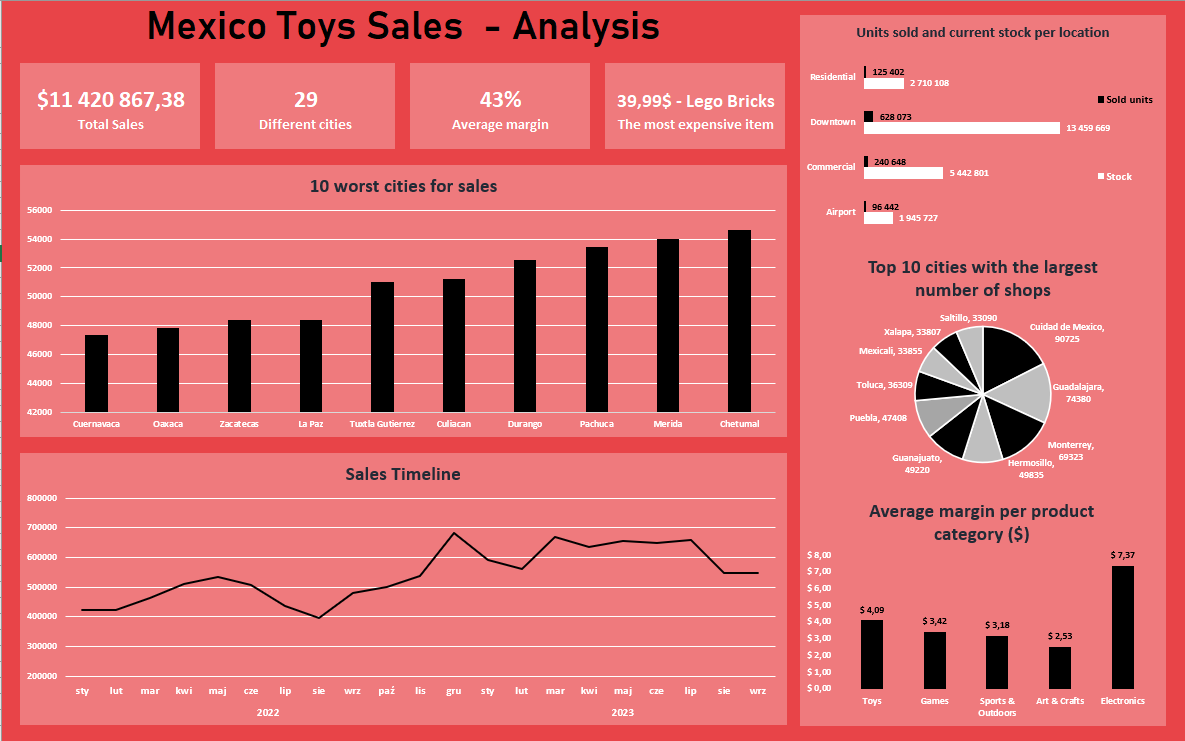 Mexico Toys Sales - Analysis
$11 420 867,38
Total Sales
29
Different cities
43%
Average margin
39,99$ - Lego Bricks
The most expensive item
10 worst cities for sales
56000
54000
52000
50000
48000
46000
44000
42000
Cuernavaca Oaxaca Zacatecas La Paz Tuxtla Gutierrez Culiacan Durango Pachuca Merida Chetumal
Sales Timeline
800000
700000
600000
500000
400000
300000
200000
sty lut mar kwi maj cze lip sie wrz paź lis gru sty lut mar kwi maj cze lip sie wrz
2022 2023
Units sold and current stock per location
Residential
125 402
2 710 108
Downtown
628 073
13 459 669
Commercial
240 648
5 442 801
Airport
96 442
1 945 727
Sold units
Stock
Top 10 cities with the largest
number of shops
Saltillo, 33090
Cuidad de Mexico,
90725
Xalapa, 33807
Mexicali, 33855
Toluca, 36309
Guadalajara,
74380
Puebla, 47408
Monterrey,
69323
Guanajuato,
49220
Hermosillo,
49835
Average margin per product
category ($)
$ 8,00
$ 7,00
$ 6,00
$ 5,00
$ 4,00
$ 3,00
$ 2,00
$ 1,00
$ 0,00
$ 4,09
$ 3,42
$ 3,18
$ 2,53
$ 7,37
Toys Games Sports & Art & Crafts Electronics
Outdoors